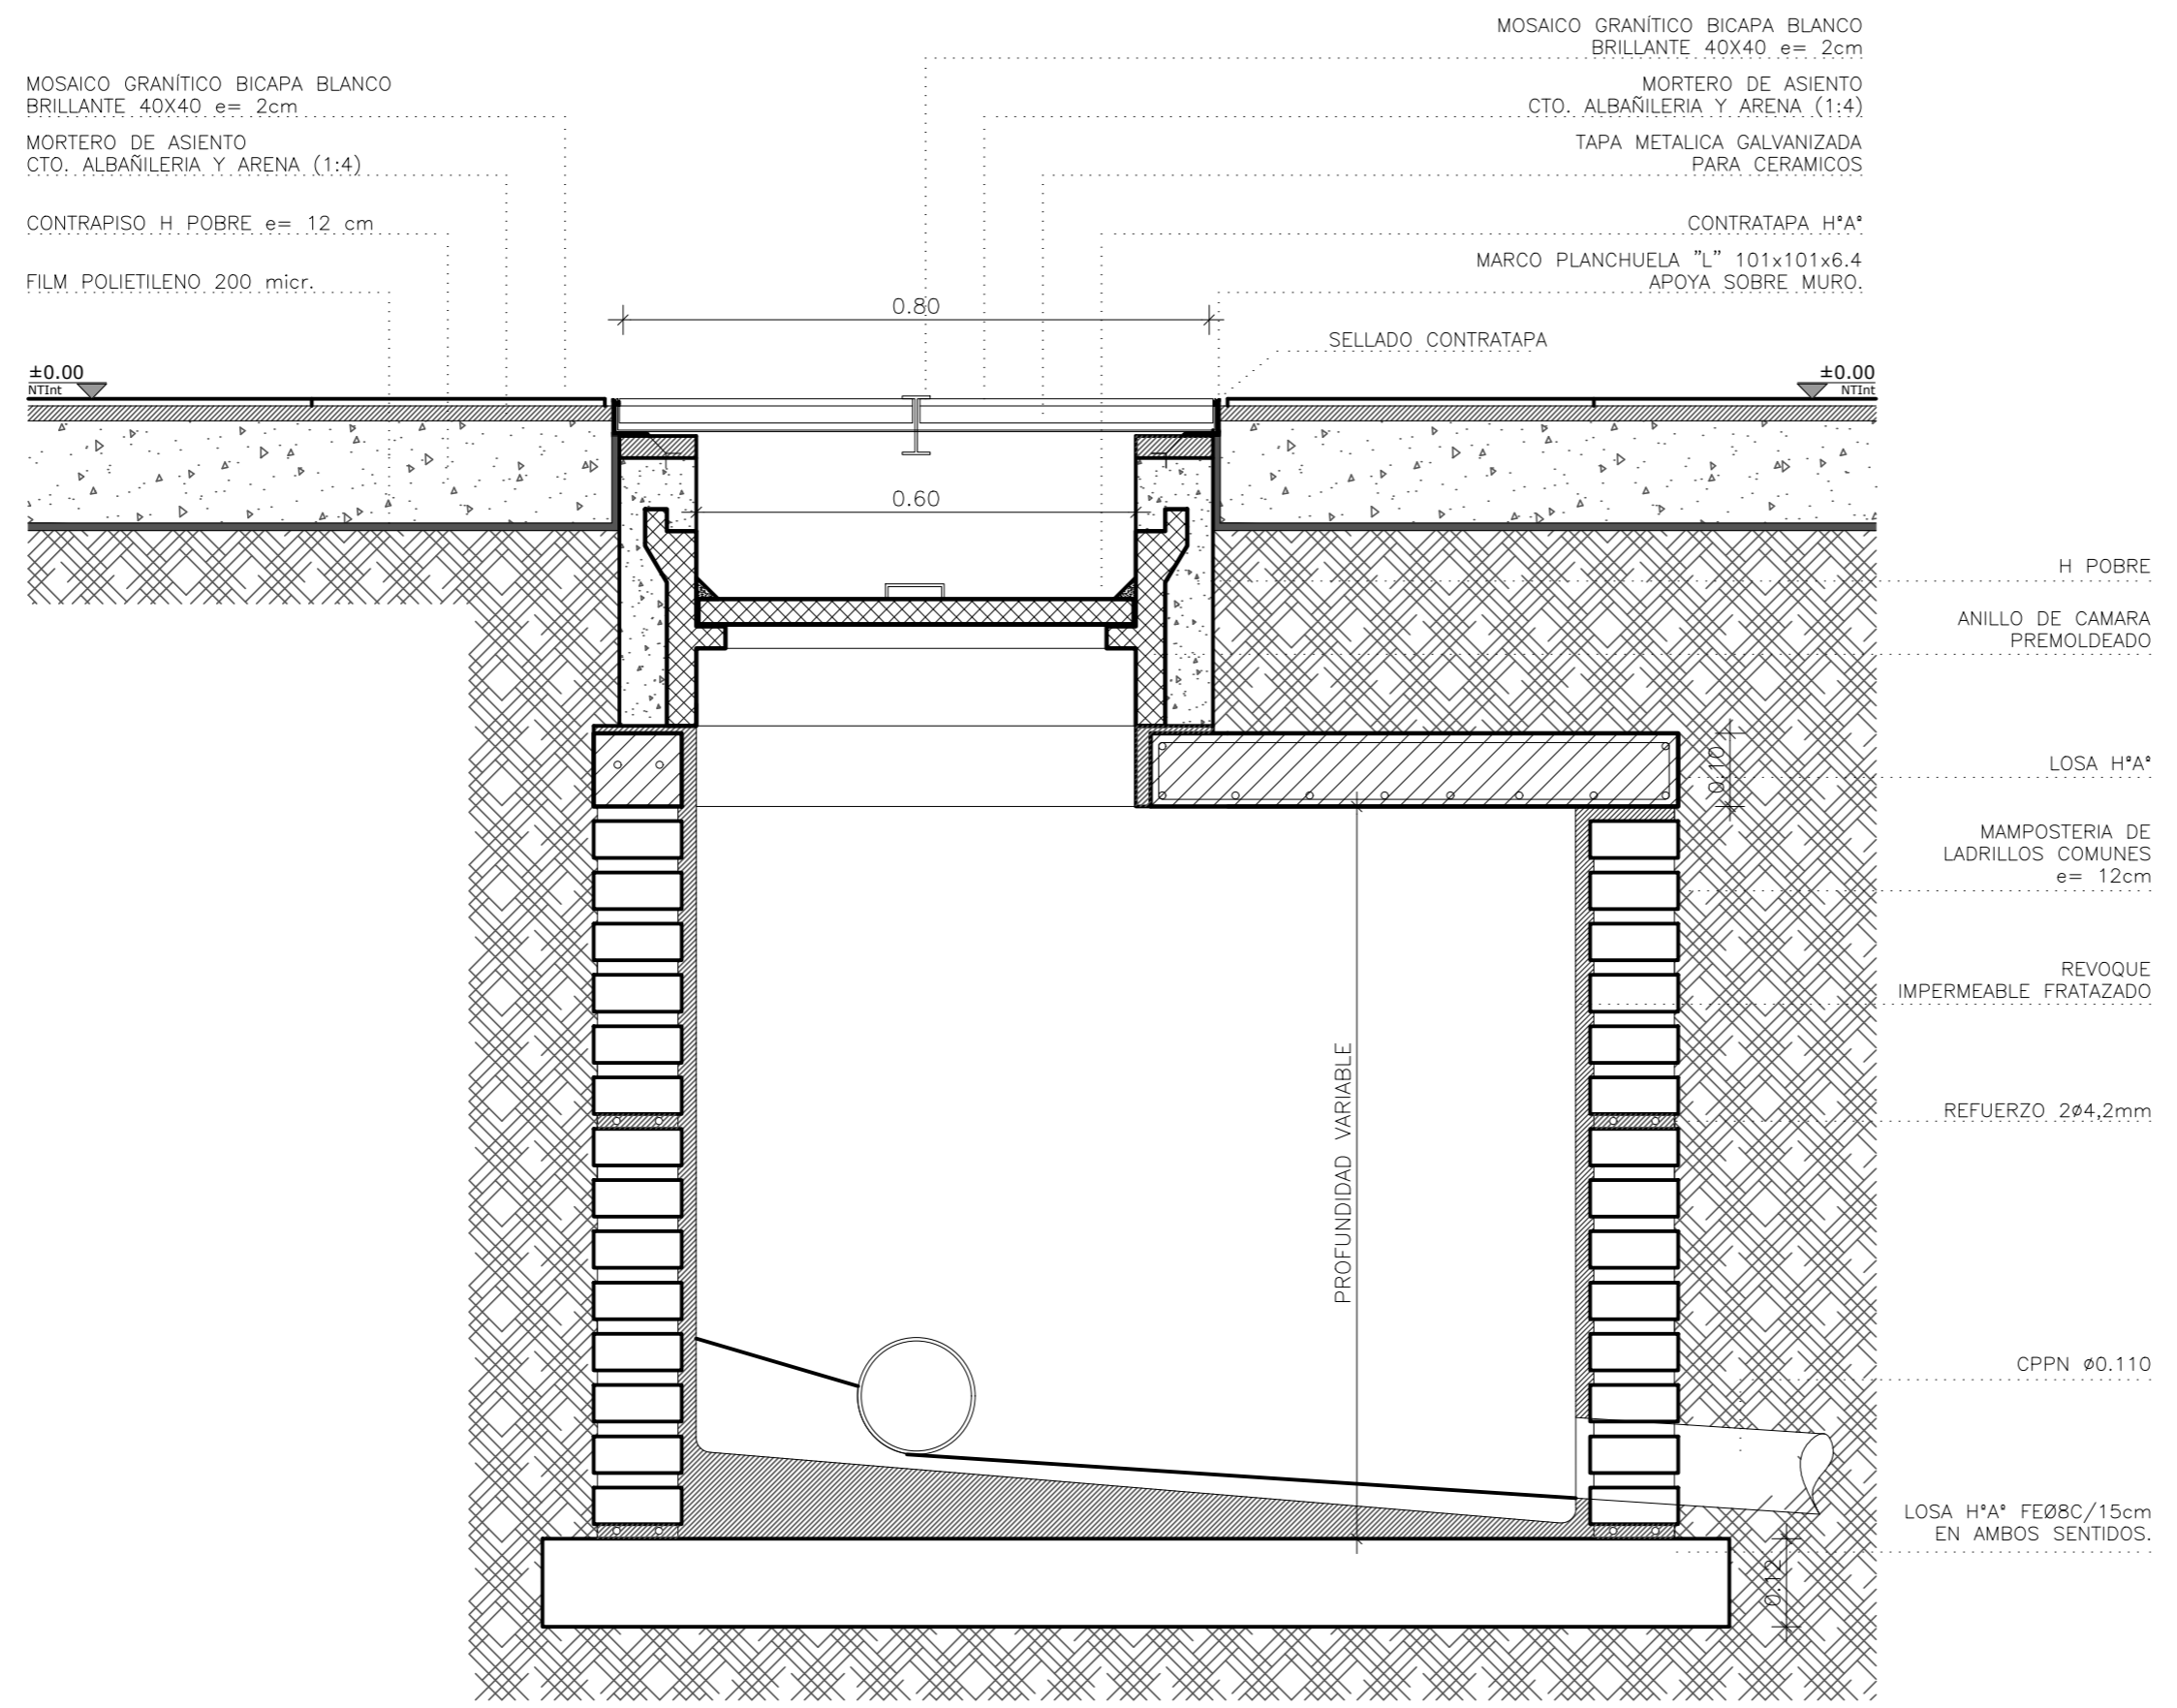 MOSAICO GRANÍTICO BICAPA BLANCO
BRILLANTE 40X40 e= 2cm
MORTERO DE ASIENTO
CTO. ALBAÑILERIA Y ARENA (1:4)
CONTRAPISO H POBRE e= 12 cm
FILM POLIETILENO 200 micr.
MOSAICO GRANÍTICO BICAPA BLANCO
BRILLANTE 40X40 e= 2cm
MORTERO DE ASIENTO
CTO. ALBAÑILERIA Y ARENA (1:4)
TAPA METALICA GALVANIZADA
PARA CERAMICOS
CONTRATAPA HªAª
MARCO PLANCHUELA "L" 101x101x6.4
APOYA SOBRE MURO.
SELLADO CONTRATAPA
0.80
±0.00
NTInt
±0.00
NTInt
0.60
H POBRE
ANILLO DE CAMARA
PREMOLDEADO
LOSA HªAª
0.10
MAMPOSTERIA DE
LADRILLOS COMUNES
e= 12cm
REVOQUE
IMPERMEABLE FRATAZADO
PROFUNDIDAD VARIABLE
REFUERZO 2ø4,2mm
CPPN ø0.110
LOSA HªAª FEØ8C/15cm
EN AMBOS SENTIDOS.
0.12